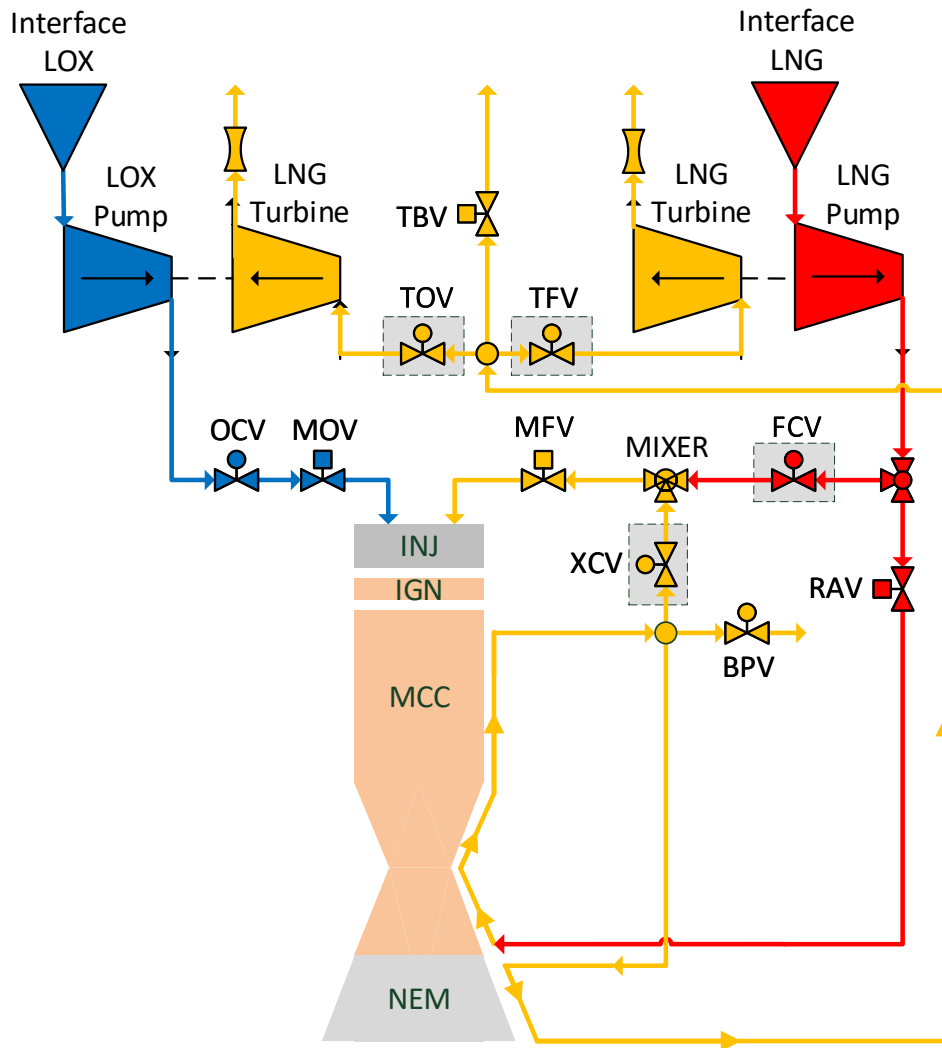 Interface
LOX
Interface
LNG
LOX
Pump
LNG
Turbine
TBV
LNG
Turbine
LNG
Pump
TOV
TFV
OCV
MOV
MFV
MIXER
FCV
INJ
XCV
IGN
RAV
BPV
MCC
NEM